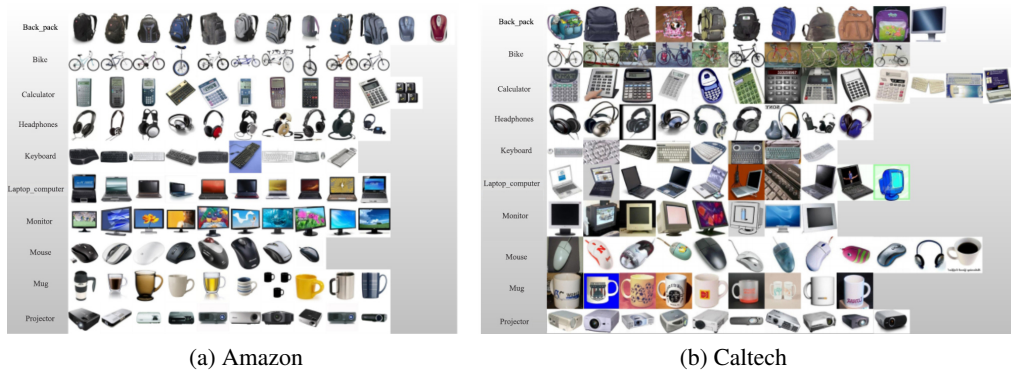 Back_pack
Bike
Calculator
Headphones
Keyboard
Laptop_computer
Monitor
Mouse
Mug
Projector
(a) Amazon
Back_pack
Bike
Calculator
Headphones
Keyboard
Laptop_computer
Monitor
Mouse
Mug
Projector
(b) Caltech